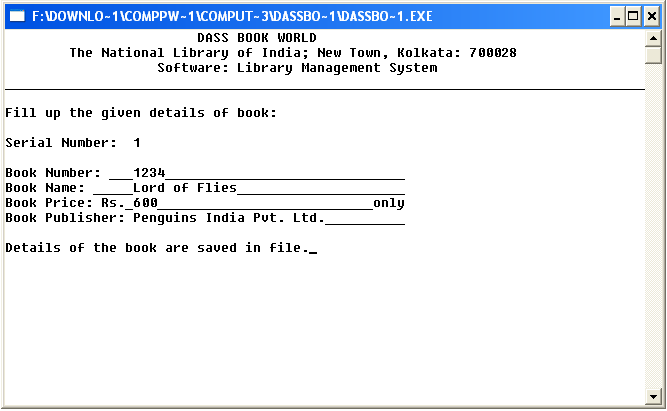 F:\DOWNLO~1\COMPPW~1\COMPUT~3\DASSBO~1\DASSBO~1.EXE
DASS BOOK WORLD
The National Library of India; New Town, Kolkata: 700028
Software: Library Management System
Fill up the given details of book:
Serial Number: 1
Book Number: ___1234______________________________
Book Name: _____Lord of Flies_____________________
Book Price: Rs._600___________________________only
Book Publisher: Penguins India Pvt. Ltd.__________
Details of the book are saved in file._